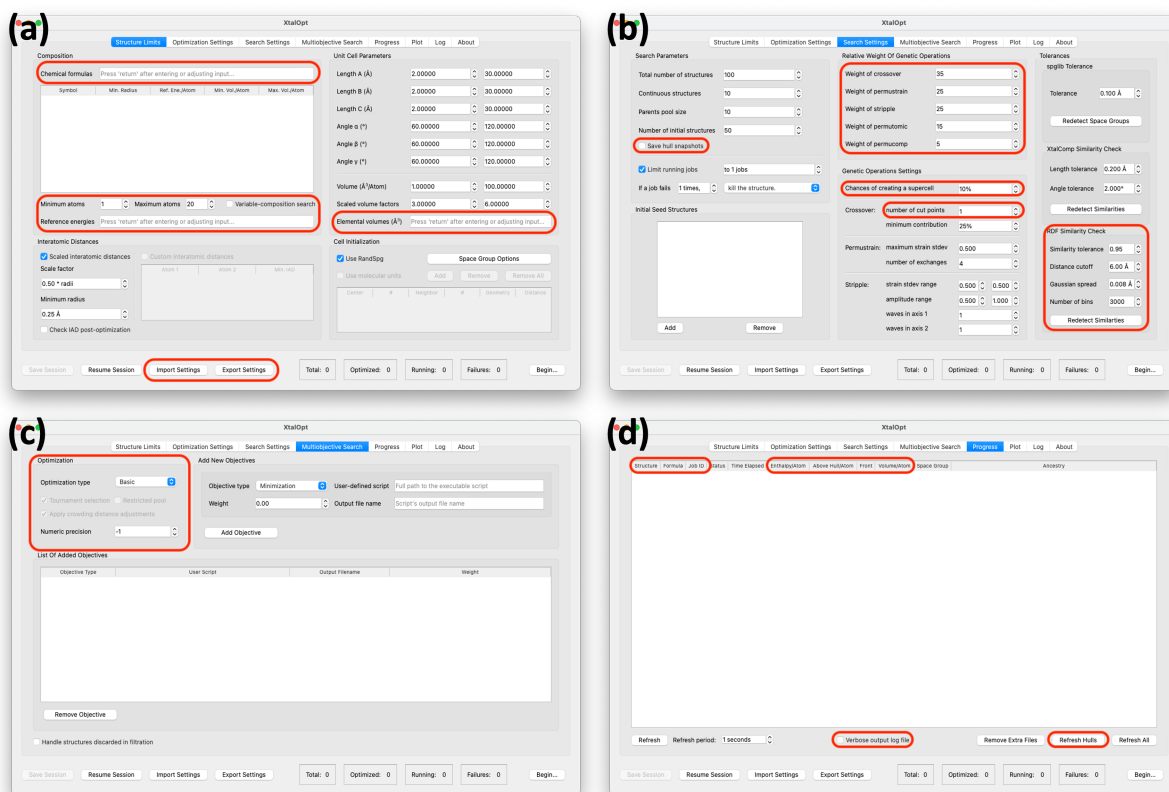 (a)
XtalOpt
Structure Limits Optimization Settings Search Settings Multiobjective Search Progress Plot Log About
Composition
Chemical formulas Press 'return' after entering or adjusting input...
Symbol Min. Radius Ref. Ene./Atom Min. Vol./Atom Max. Vol./Atom
Minimum atoms 1 Maximum atoms 20 Variable-composition search
Reference energies Press 'return' after entering or adjusting input...
Interatomic Distances
Scaled interatomic distances Custom interatomic distances
Scale factor
0.50 * radii
Minimum radius
0.25 Å
Check IAD post-optimization
Atom 1 Atom 2 Min. IAD
Unit Cell Parameters
Length A (Å) 2.00000 30.00000
Length B (Å) 2.00000 30.00000
Length C (Å) 2.00000 30.00000
Angle α (°) 60.00000 120.00000
Angle β (°) 60.00000 120.00000
Angle γ (°) 60.00000 120.00000
Volume (Å³/Atom) 1.00000 100.00000
Scaled volume factors 3.00000 6.00000
Elemental volumes (Å³) Press 'return' after entering or adjusting input...
Cell Initialization
Use RandSpg Space Group Options
Use molecular units Add Remove Remove All
Center # Neighbor # Geometry Distance
Save Session Resume Session Import Settings Export Settings Total: 0 Optimized: 0 Running: 0 Failures: 0 Begin...
(b)
XtalOpt
Structure Limits Optimization Settings Search Settings Multiobjective Search Progress Plot Log About
Search Parameters
Total number of structures 100
Continuous structures 10
Parents pool size 10
Number of initial structures 50
Save hull snapshots
Limit running jobs to 1 jobs
If a job fails 1 times, kill the structure.
Initial Seed Structures
Add Remove
Relative Weight Of Genetic Operations
Weight of crossover 35
Weight of permustrain 25
Weight of stripple 25
Weight of permutomic 15
Weight of permucomp 5
Genetic Operations Settings
Chances of creating a supercell 10%
Crossover: number of cut points 1
minimum contribution 25%
Permustrain: maximum strain stdev 0.500
number of exchanges 4
Stripple: strain stdev range 0.500 0.500
amplitude range 0.500 1.000
waves in axis 1 1
waves in axis 2 1
Tolerances
spglib Tolerance
Tolerance 0.100 Å
Redetect Space Groups
XtalComp Similarity Check
Length tolerance 0.200 Å
Angle tolerance 2.000°
Redetect Similarities
RDF Similarity Check
Similarity tolerance 0.95
Distance cutoff 6.00 Å
Gaussian spread 0.008 Å
Number of bins 3000
Redetect Similarties
Save Session Resume Session Import Settings Export Settings Total: 0 Optimized: 0 Running: 0 Failures: 0 Begin...
(c)
XtalOpt
Structure Limits Optimization Settings Search Settings Multiobjective Search Progress Plot Log About
Optimization
Optimization type Basic
Tournament selection Restricted pool
Apply crowding distance adjustments
Numeric precision -1
Add New Objectives
Objective type Minimization User-defined script Full path to the executable script
Weight 0.00 Output file name Script's output file name
Add Objective
List Of Added Objectives
Objective Type User Script Output Filename Weight
Remove Objective
Handle structures discarded in filtration
Save Session Resume Session Import Settings Export Settings Total: 0 Optimized: 0 Running: 0 Failures: 0 Begin...
(d)
XtalOpt
Structure Limits Optimization Settings Search Settings Multiobjective Search Progress Plot Log About
Structure Formula Job ID Status Time Elapsed Enthalpy/Atom Above Hull/Atom Front Volume/Atom Space Group Ancestry
Refresh Refresh period: 1 seconds Verbose output log file Remove Extra Files Refresh Hulls Refresh All
Save Session Resume Session Import Settings Export Settings Total: 0 Optimized: 0 Running: 0 Failures: 0 Begin...